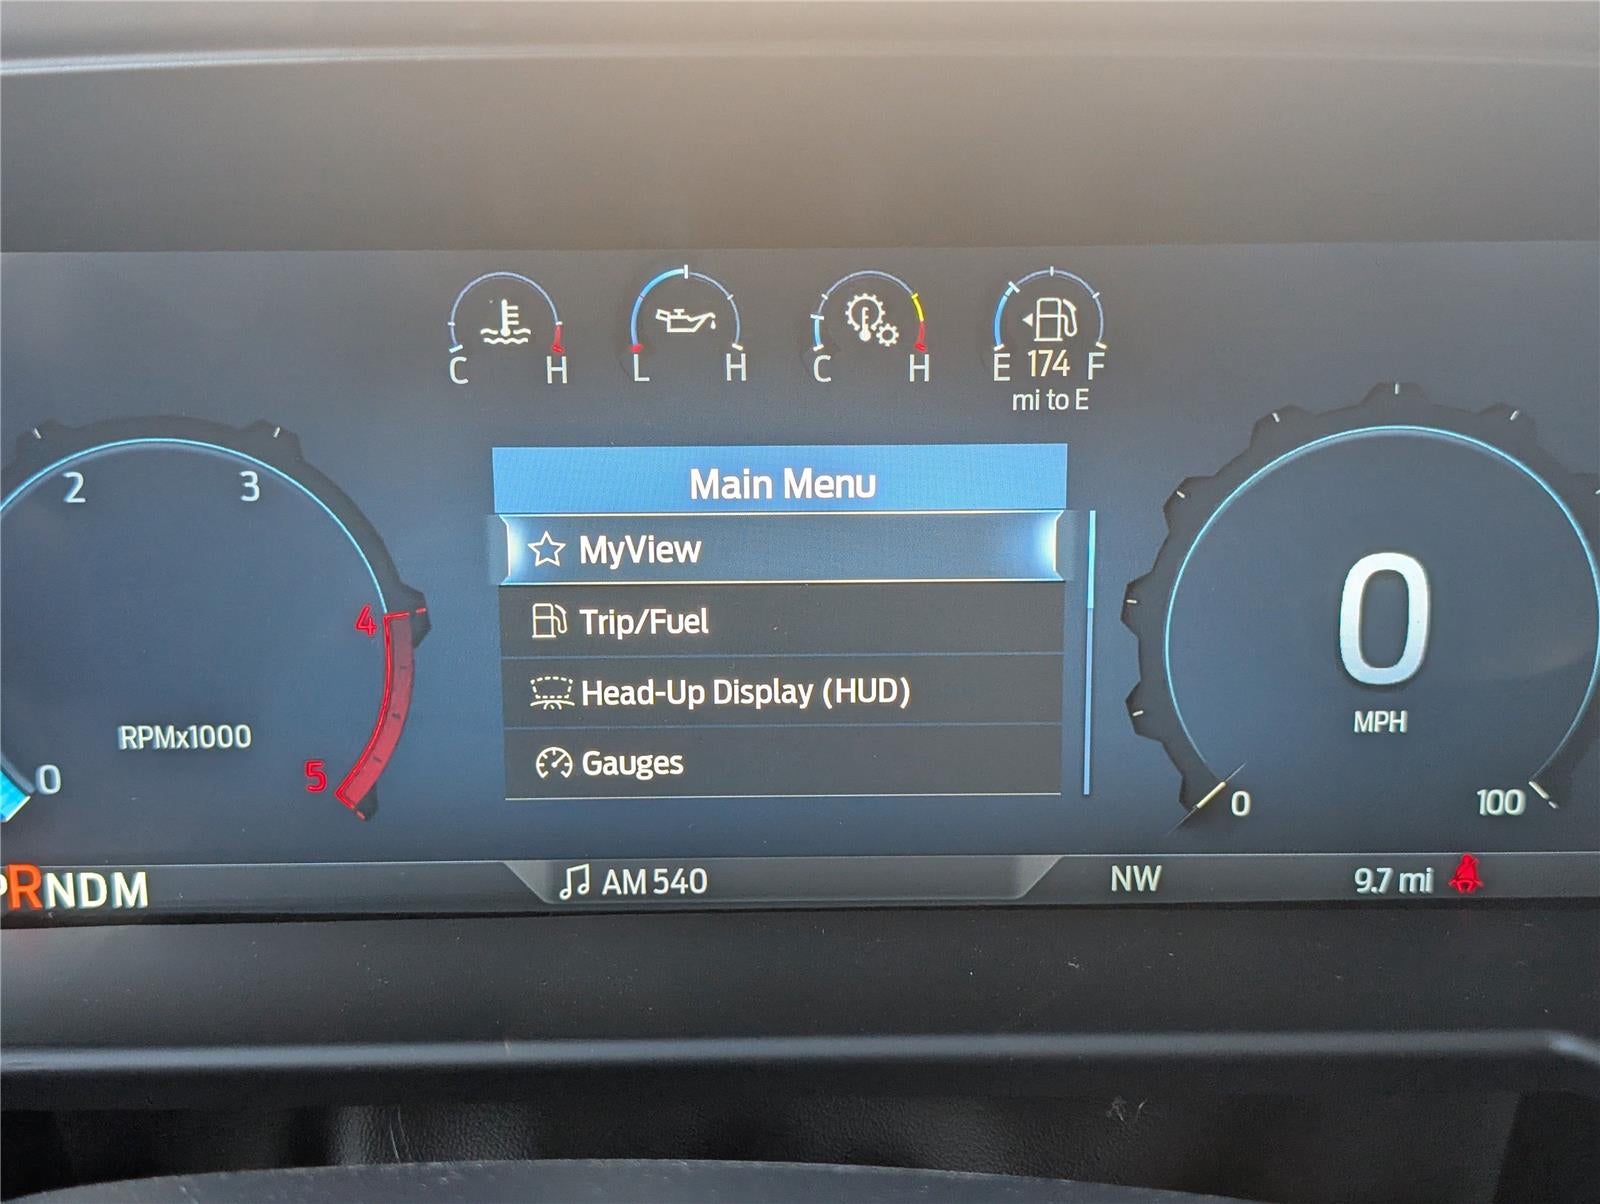 C H
L H
C H
E 174 F
mi to E
2 3
4
5
0
RPMx1000
Main Menu
MyView
Trip/Fuel
Head-Up Display (HUD)
Gauges
0
MPH
0
100
PRNDM
AM 540
NW
9.7 mi